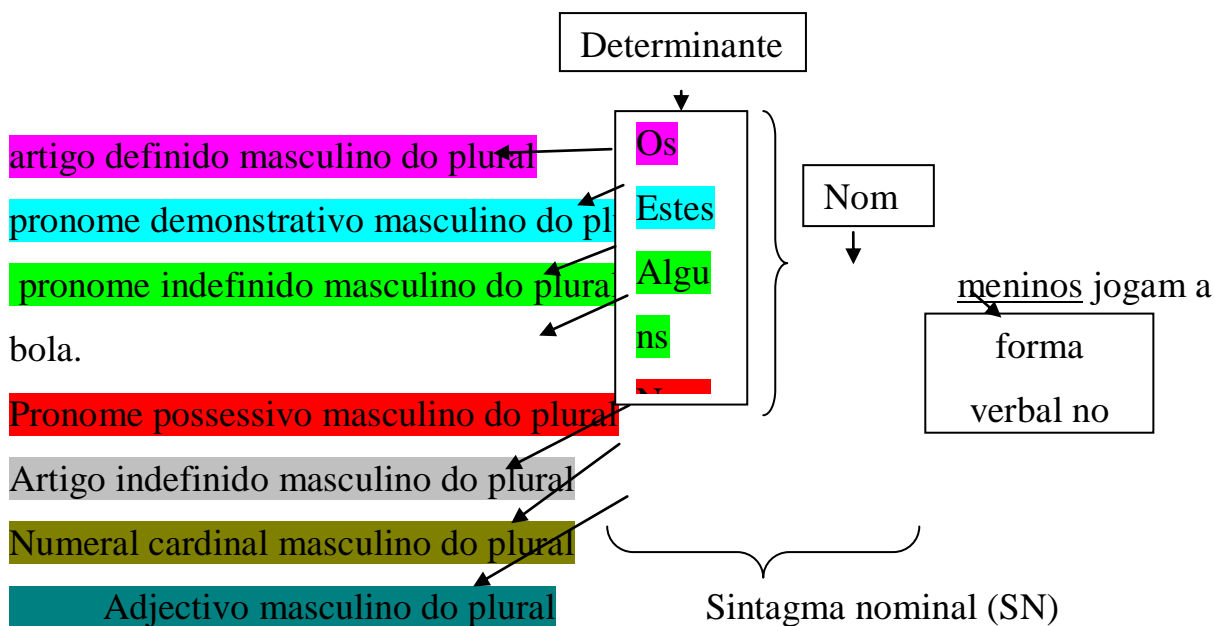 Determinante
artigo definido masculino do plural
Os
pronome demonstrativo masculino do
Estes
Nom
pronome indefinido masculino do plural
Algu
meninos jogam a
bola.
ns
forma
verbal no
Pronome possessivo masculino do plural
Artigo indefinido masculino do plural
Numeral cardinal masculino do plural
Adjectivo masculino do plural
Sintagma nominal (SN)